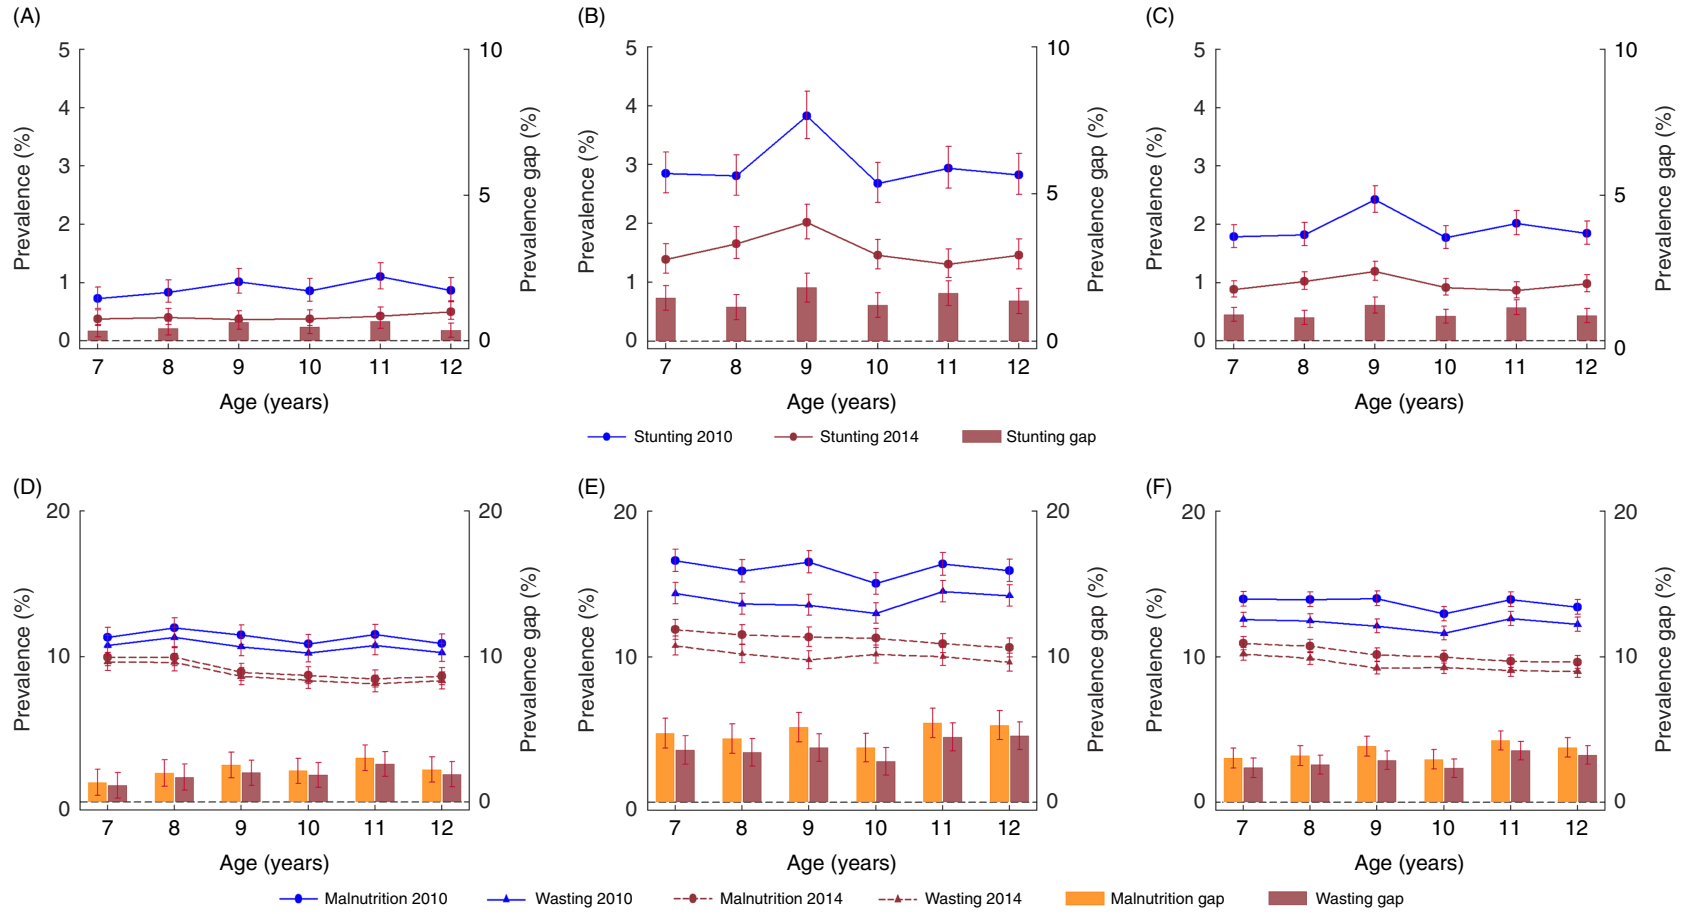 (A)
(B)
(C)
Prevalence (%)
5
4
3
2
1
0
10
5
0
Prevalence gap (%)
7 8 9 10 11 12
Age (years)
Prevalence (%)
5
4
3
2
1
0
10
5
0
Prevalence gap (%)
7 8 9 10 11 12
Age (years)
Prevalence (%)
5
4
3
2
1
0
10
5
0
Prevalence gap (%)
7 8 9 10 11 12
Age (years)
Stunting 2010 Stunting 2014 Stunting gap
(D)
(E)
(F)
Prevalence (%)
20
10
0
20
10
0
Prevalence gap (%)
7 8 9 10 11 12
Age (years)
Prevalence (%)
20
10
0
20
10
0
Prevalence gap (%)
7 8 9 10 11 12
Age (years)
Prevalence (%)
20
10
0
20
10
0
Prevalence gap (%)
7 8 9 10 11 12
Age (years)
Malnutrition 2010 Wasting 2010 Malnutrition 2014 Wasting 2014 Malnutrition gap Wasting gap